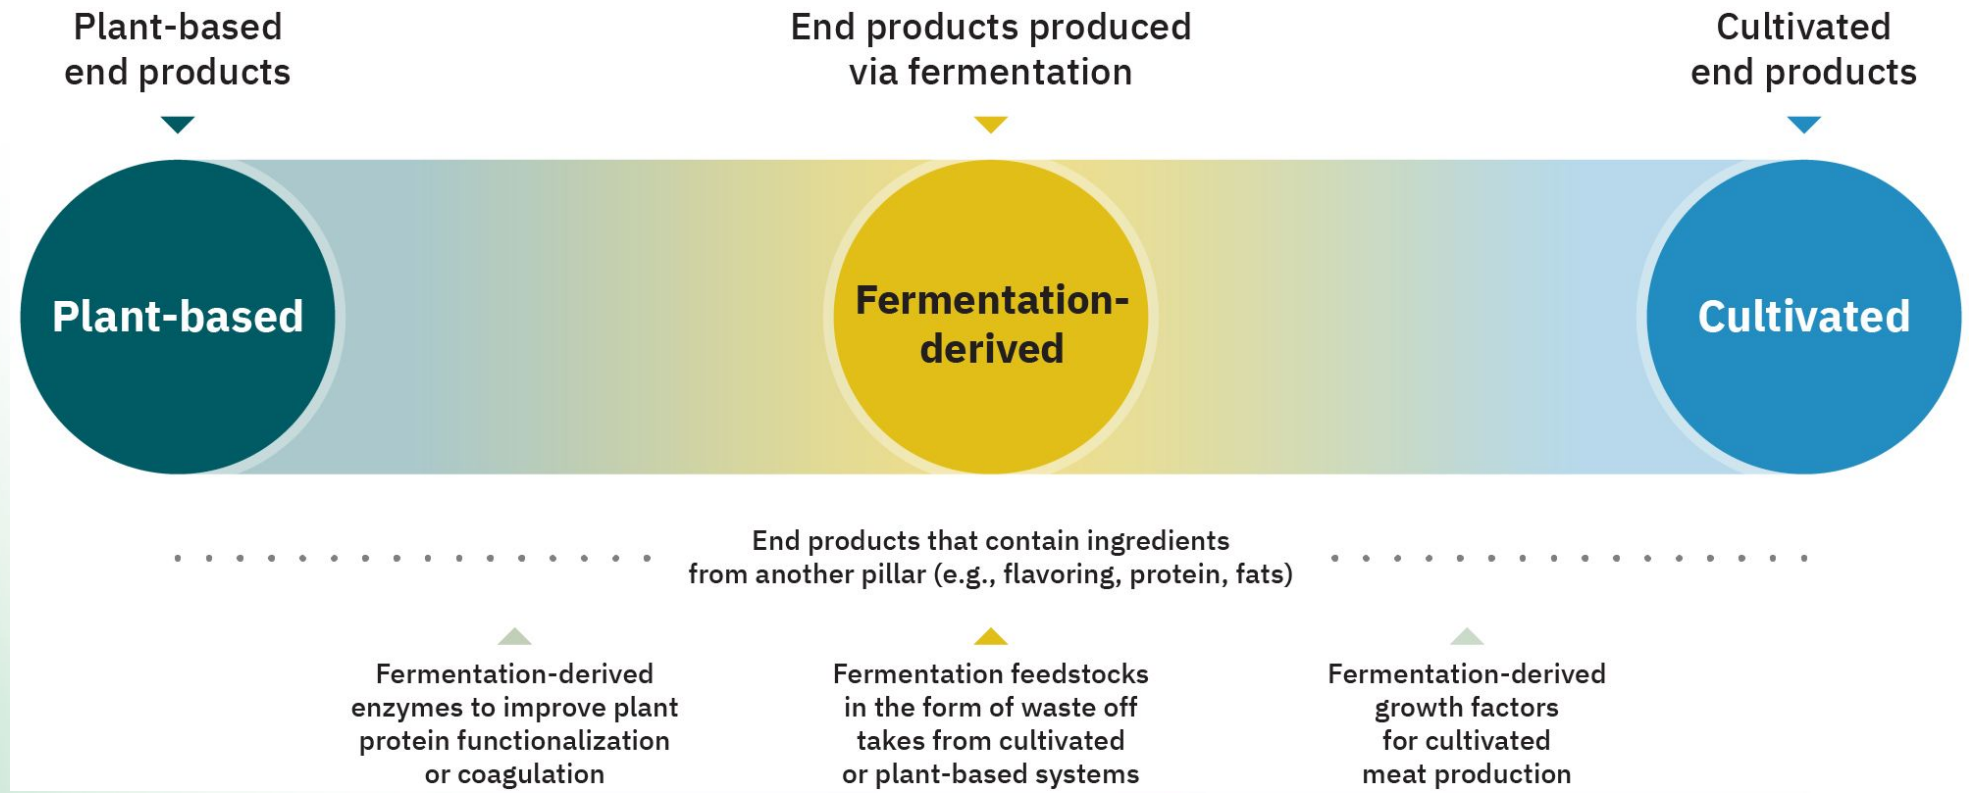 Plant-based
end products
End products produced
via fermentation
Cultivated
end products
Plant-based
Fermentation-
derived
Cultivated
End products that contain ingredients
from another pillar (e.g., flavoring, protein, fats)
Fermentation-derived
enzymes to improve plant
protein functionalization
or coagulation
Fermentation feedstocks
in the form of waste off
takes from cultivated
or plant-based systems
Fermentation-derived
growth factors
for cultivated
meat production